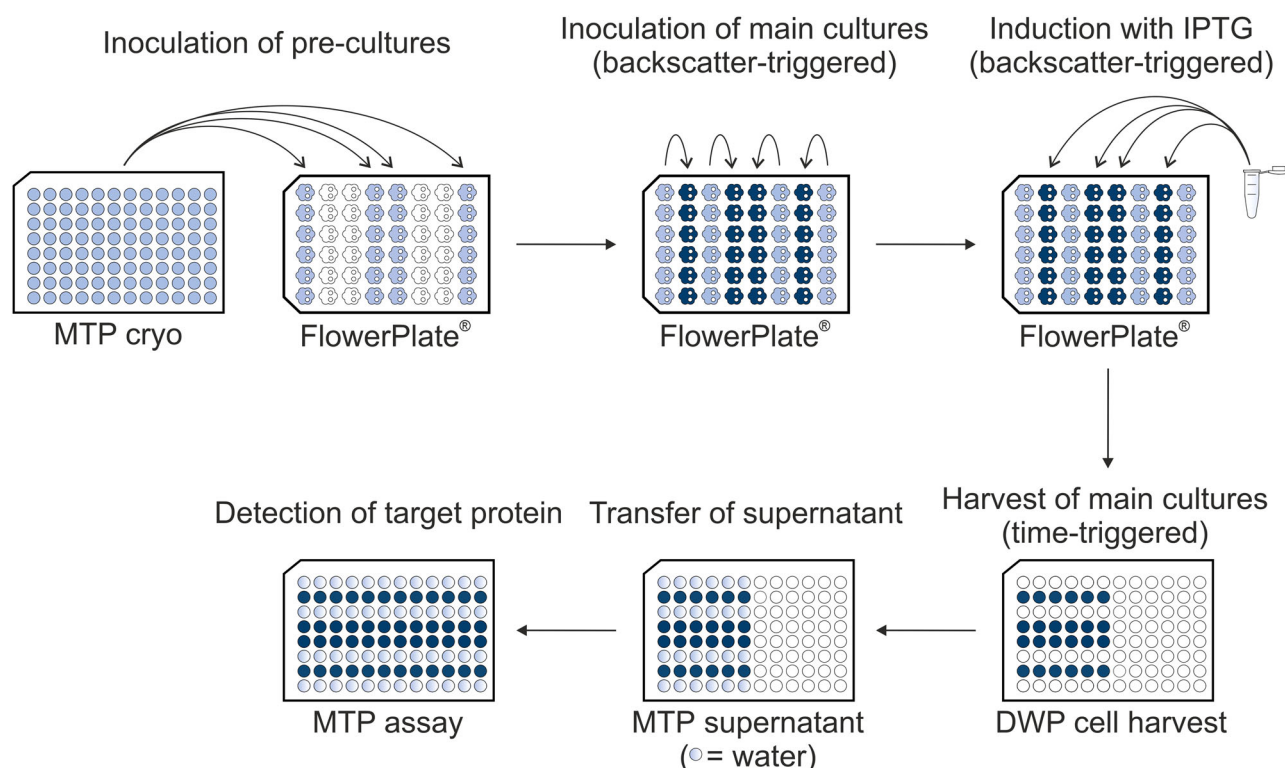 Inoculation of pre-cultures
Inoculation of main cultures
(backscatter-triggered)
Induction with IPTG
(backscatter-triggered)
MTP cryo
FlowerPlate®
FlowerPlate®
FlowerPlate®
Detection of target protein
Transfer of supernatant
Harvest of main cultures
(time-triggered)
MTP assay
MTP supernatant
(= water)
DWP cell harvest